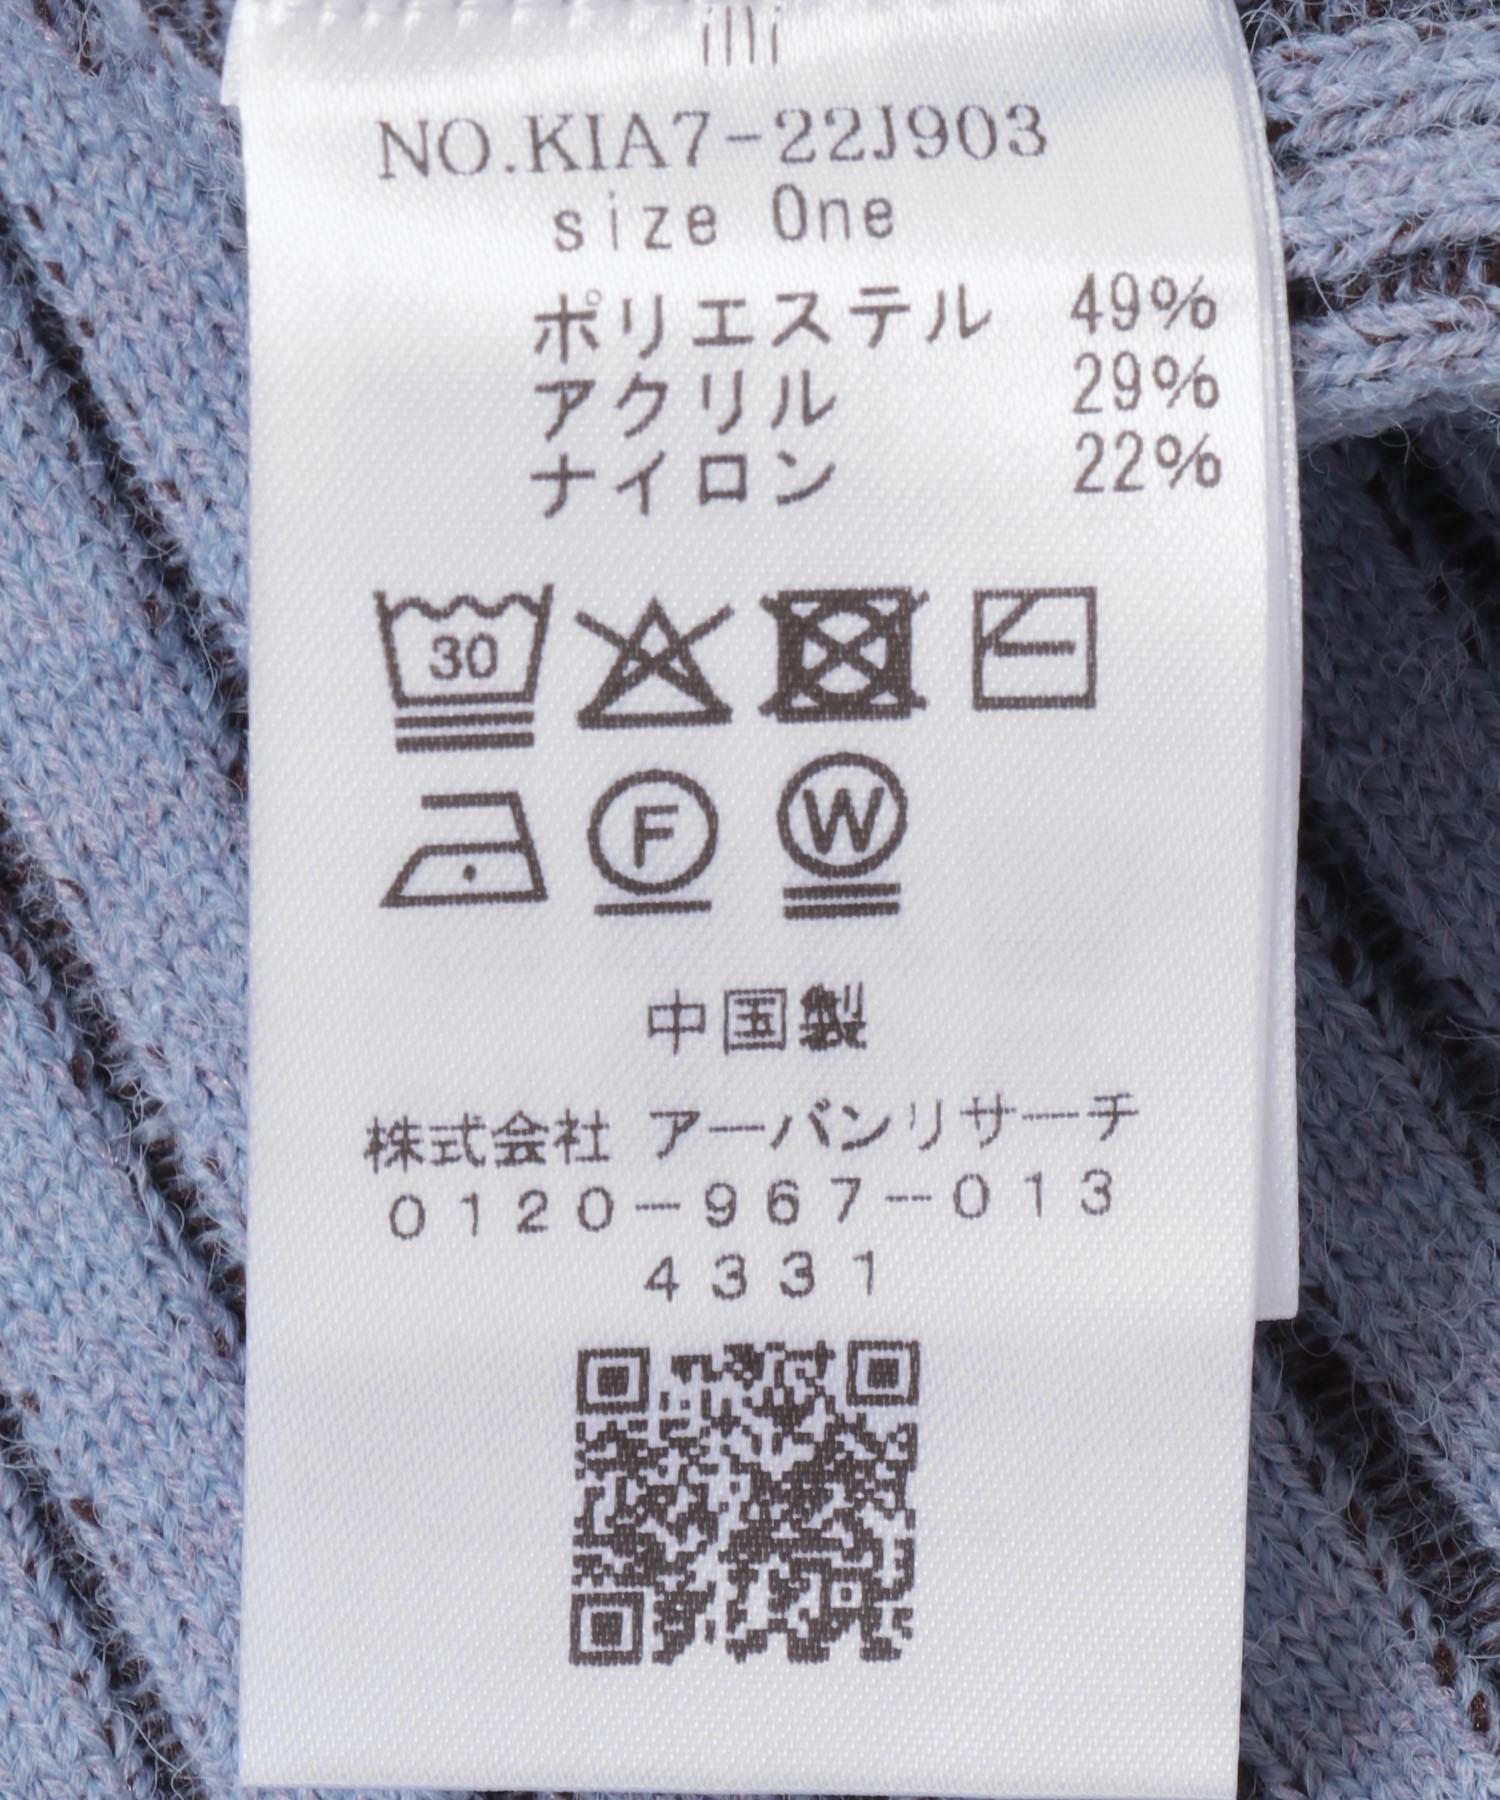 illi
NO.KIA7-22J903
size One
ポリエステル 49%
アクリル 29%
ナイロン 22%
30
F W
中国製
株式会社 アーバンリサーチ
0120-967-013
4331